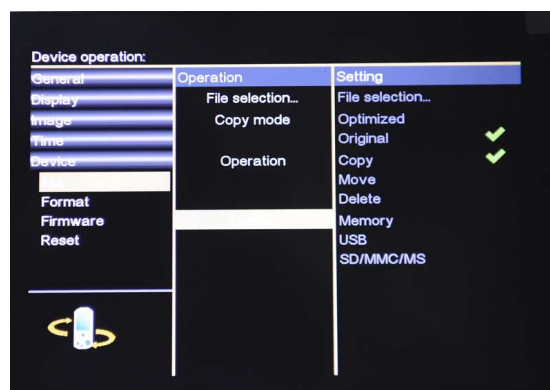 Device operation:
General
Display
Image
Time
Device
Format
Firmware
Reset
Operation
File selection...
Copy mode
Operation
Setting
File selection...
Optimized
Original
Copy
Move
Delete
Memory
USB
SD/MMC/MS